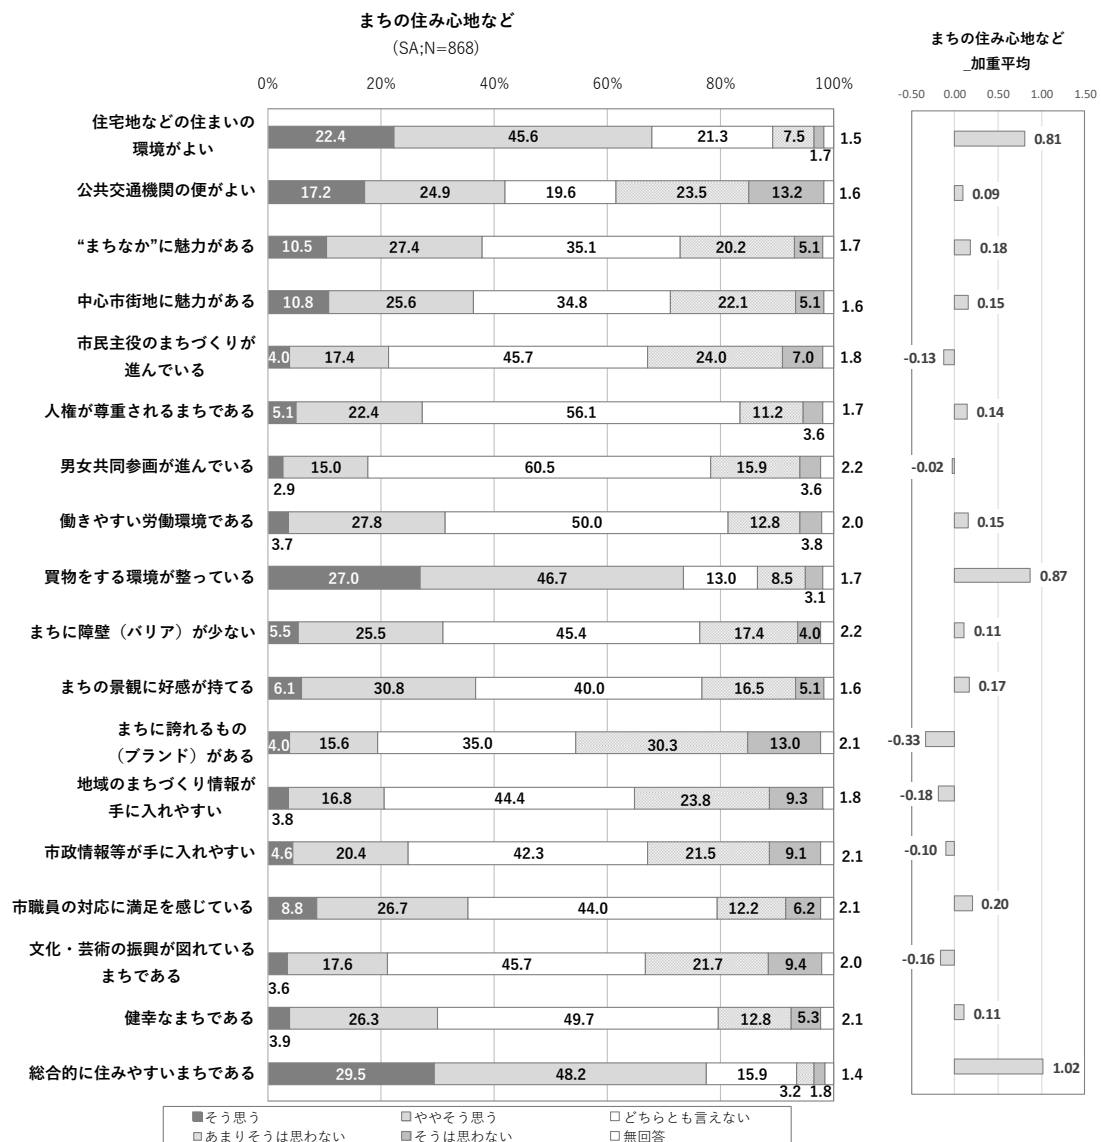 まちの住み心地など
(SA;N=868)
0% 20% 40% 60% 80% 100%
まちの住み心地など
_加重平均
-0.50 0.00 0.50 1.00 1.50
住宅地などの住まいの
環境がよい
22.4 45.6 21.3 7.5 1.7 1.5 0.81
公共交通機関の便がよい 17.2 24.9 19.6 23.5 13.2 1.6 0.09
“まちなか”に魅力がある 10.5 27.4 35.1 20.2 5.1 1.7 0.18
中心市街地に魅力がある 10.8 25.6 34.8 22.1 5.1 1.6 0.15
市民主役のまちづくりが
進んでいる
4.0 17.4 45.7 24.0 7.0 1.8 -0.13
人権が尊重されるまちである 5.1 22.4 56.1 11.2 3.6 1.7 0.14
男女共同参画が進んでいる 2.9 15.0 60.5 15.9 3.6 2.2 -0.02
働きやすい労働環境である 3.7 27.8 50.0 12.8 3.8 2.0 0.15
買物をする環境が整っている 27.0 46.7 13.0 8.5 3.1 1.7 0.87
まちに障壁（バリア）が少ない 5.5 25.5 45.4 17.4 4.0 2.2 0.11
まちの景観に好感が持てる 6.1 30.8 40.0 16.5 5.1 1.6 0.17
まちに誇れるもの
（ブランド）がある
4.0 15.6 35.0 30.3 13.0 2.1 -0.33
地域のまちづくり情報が
手に入れやすい
3.8 16.8 44.4 23.8 9.3 1.8 -0.18
市政情報等が手に入れやすい 4.6 20.4 42.3 21.5 9.1 2.1 -0.10
市職員の対応に満足を感じている 8.8 26.7 44.0 12.2 6.2 2.1 0.20
文化・芸術の振興が図れている
まちである
3.6 17.6 45.7 21.7 9.4 2.0 -0.16
健幸なまちである 3.9 26.3 49.7 12.8 5.3 2.1 0.11
総合的に住みやすいまちである 29.5 48.2 15.9 3.2 1.8 1.4 1.02
そう思う ややそう思う どちらとも言えない
あまりそうは思わない そうは思わない 無回答